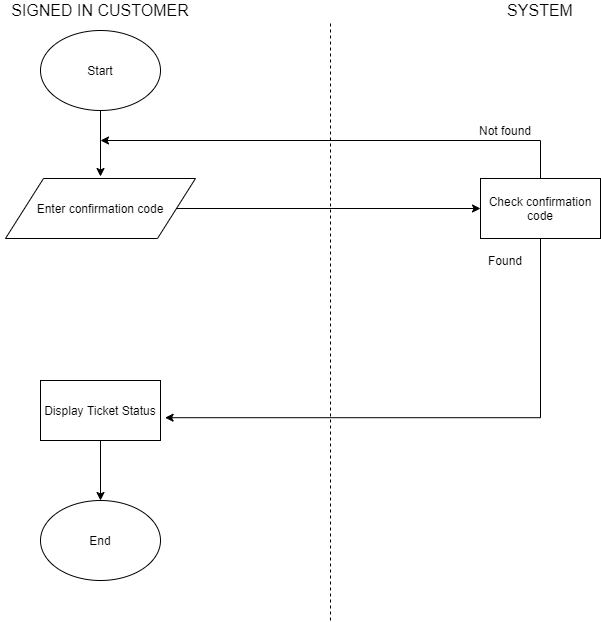 SIGNED IN CUSTOMER
SYSTEM
Start
Not found
Enter confirmation code
Check confirmation
code
Found
Display Ticket Status
End